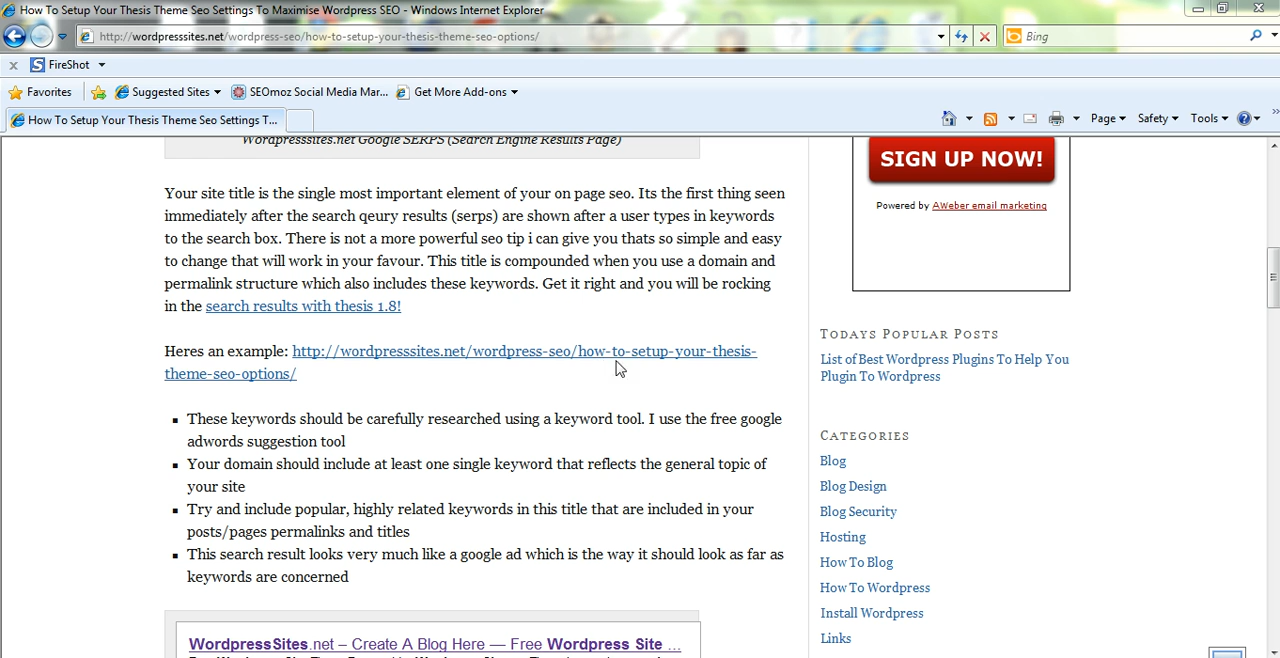 How To Setup Your Thesis Theme Seo Settings To Maximise Wordpress SEO - Windows Internet Explorer
http://wordpresssites.net/wordpress-seo/how-to-setup-your-thesis-theme-seo-options/
Bing
x FireShot
Favorites Suggested Sites SEOmoz Social Media Mar... Get More Add-ons
How To Setup Your Thesis Theme Seo Settings T... Page Safety Tools
Wordpresssites.net Google SERPS (Search Engine Results Page)
Your site title is the single most important element of your on page seo. Its the first thing seen
immediately after the search qeury results (serps) are shown after a user types in keywords
to the search box. There is not a more powerful seo tip i can give you thats so simple and easy
to change that will work in your favour. This title is compounded when you use a domain and
permalink structure which also includes these keywords. Get it right and you will be rocking
in the search results with thesis 1.8!
Heres an example: http://wordpresssites.net/wordpress-seo/how-to-setup-your-thesis-
theme-seo-options/
These keywords should be carefully researched using a keyword tool. I use the free google
adwords suggestion tool
Your domain should include at least one single keyword that reflects the general topic of
your site
Try and include popular, highly related keywords in this title that are included in your
posts/pages permalinks and titles
This search result looks very much like a google ad which is the way it should look as far as
keywords are concerned
WordpressSites.net – Create A Blog Here — Free Wordpress Site ...
SIGN UP NOW!
Powered by AWeber email marketing
Todays Popular Posts
List of Best Wordpress Plugins To Help You
Plugin To Wordpress
Categories
Blog
Blog Design
Blog Security
Hosting
How To Blog
How To Wordpress
Install Wordpress
Links